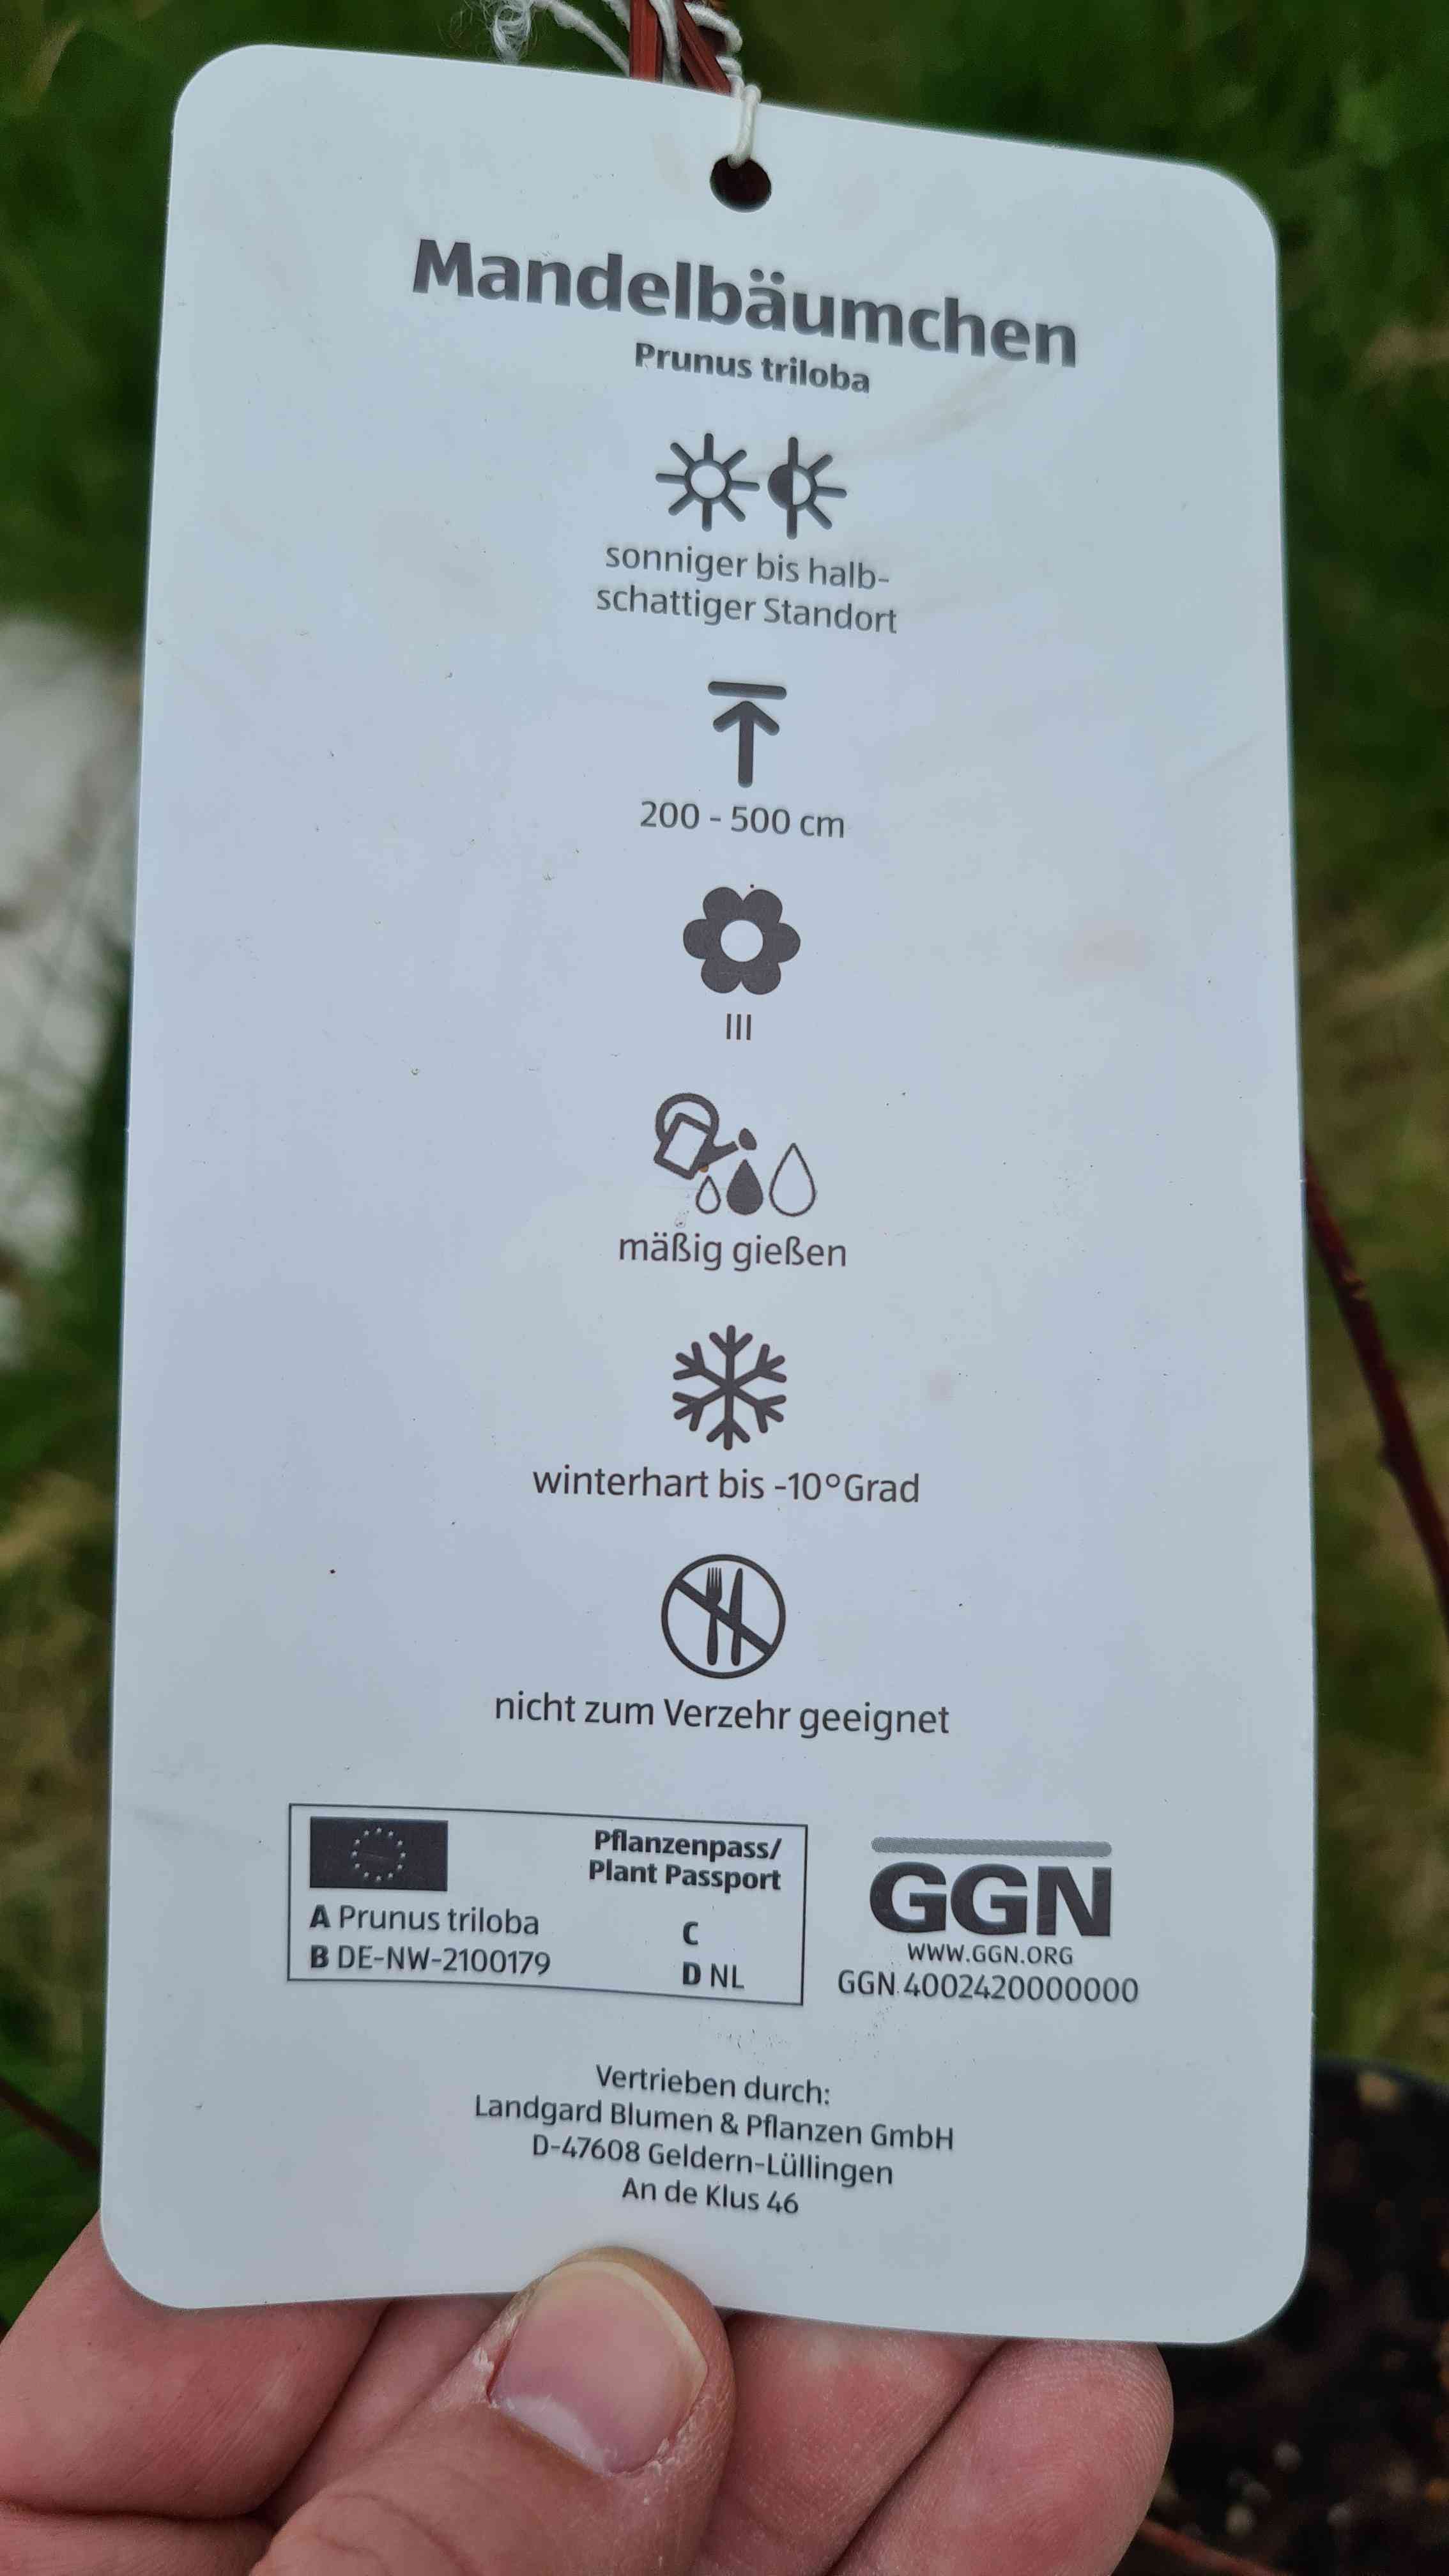 Mandelbäumchen
Prunus triloba
sonniger bis halb-
schattiger Standort
200 - 500 cm
III
mäßig gießen
winterhart bis -10°Grad
nicht zum Verzehr geeignet
Pflanzenpass/
Plant Passport
A Prunus triloba
B DE-NW-2100179
C
D NL
GGN
WWW.GGN.ORG
GGN 4002420000000
Vertrieben durch:
Landgard Blumen & Pflanzen GmbH
D-47608 Geldern-Lüllingen
An de Klus 46